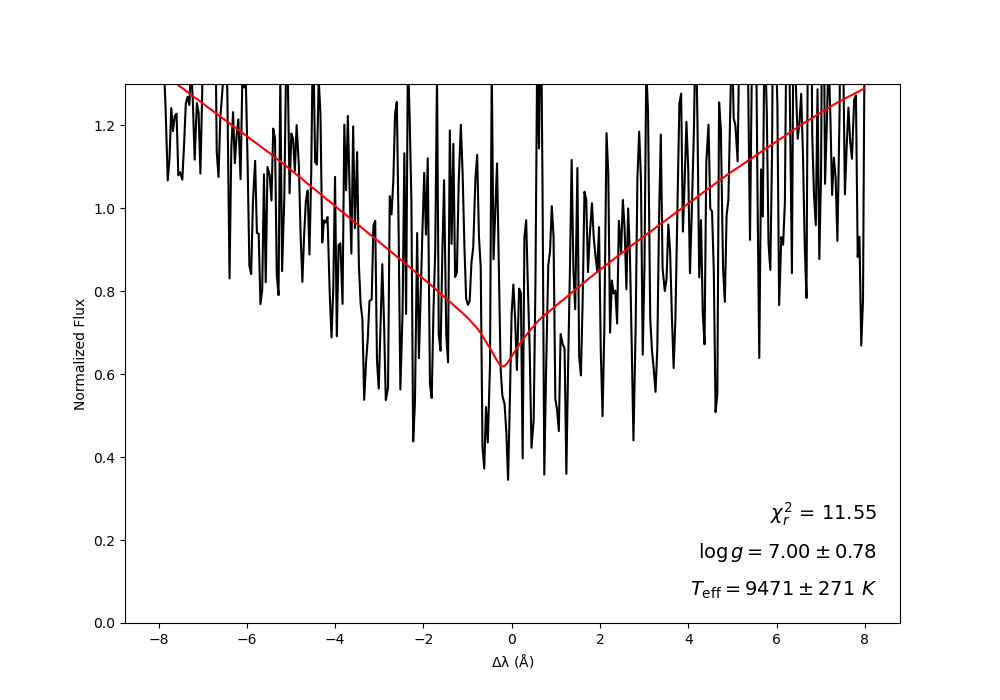 1.2
1.0
0.8
0.6
0.4
0.2
0.0
Normalized Flux
χ²ᵣ = 11.55
log g = 7.00 ± 0.78
T_eff = 9471 ± 271 K
−8 −6 −4 −2 0 2 4 6 8
Δλ (Å)